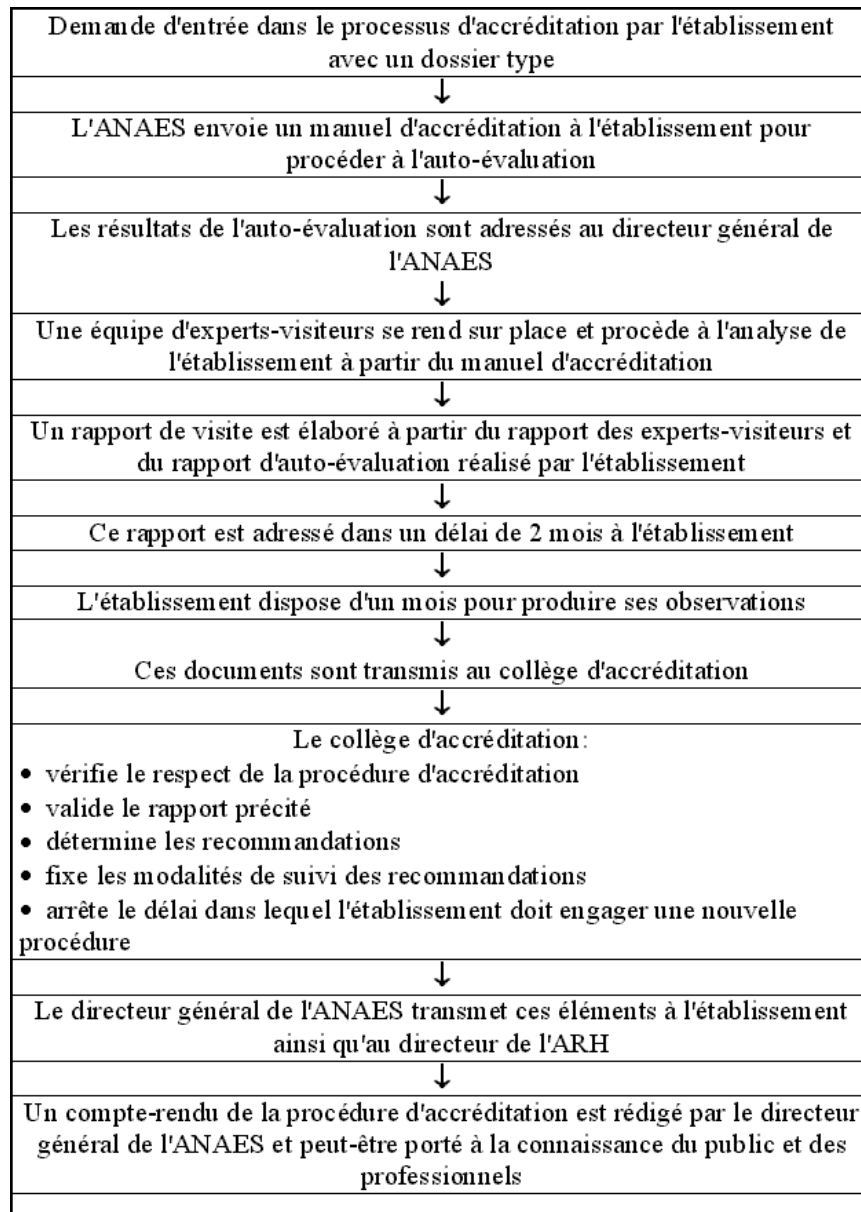 Demande d'entrée dans le processus d'accréditation par l'établissement
avec un dossier type
↓
L'ANAES envoie un manuel d'accréditation à l'établissement pour
procéder à l'auto-évaluation
↓
Les résultats de l'auto-évaluation sont adressés au directeur général de
l'ANAES
↓
Une équipe d'experts-visiteurs se rend sur place et procède à l'analyse de
l'établissement à partir du manuel d'accréditation
↓
Un rapport de visite est élaboré à partir du rapport des experts-visiteurs et
du rapport d'auto-évaluation réalisé par l'établissement
↓
Ce rapport est adressé dans un délai de 2 mois à l'établissement
↓
L'établissement dispose d'un mois pour produire ses observations
↓
Ces documents sont transmis au collège d'accréditation
↓
Le collège d'accréditation:
• vérifie le respect de la procédure d'accréditation
• valide le rapport précité
• détermine les recommandations
• fixe les modalités de suivi des recommandations
• arrête le délai dans lequel l'établissement doit engager une nouvelle
procédure
↓
Le directeur général de l'ANAES transmet ces éléments à l'établissement
ainsi qu'au directeur de l'ARH
↓
Un compte-rendu de la procédure d'accréditation est rédigé par le directeur
général de l'ANAES et peut-être porté à la connaissance du public et des
professionnels